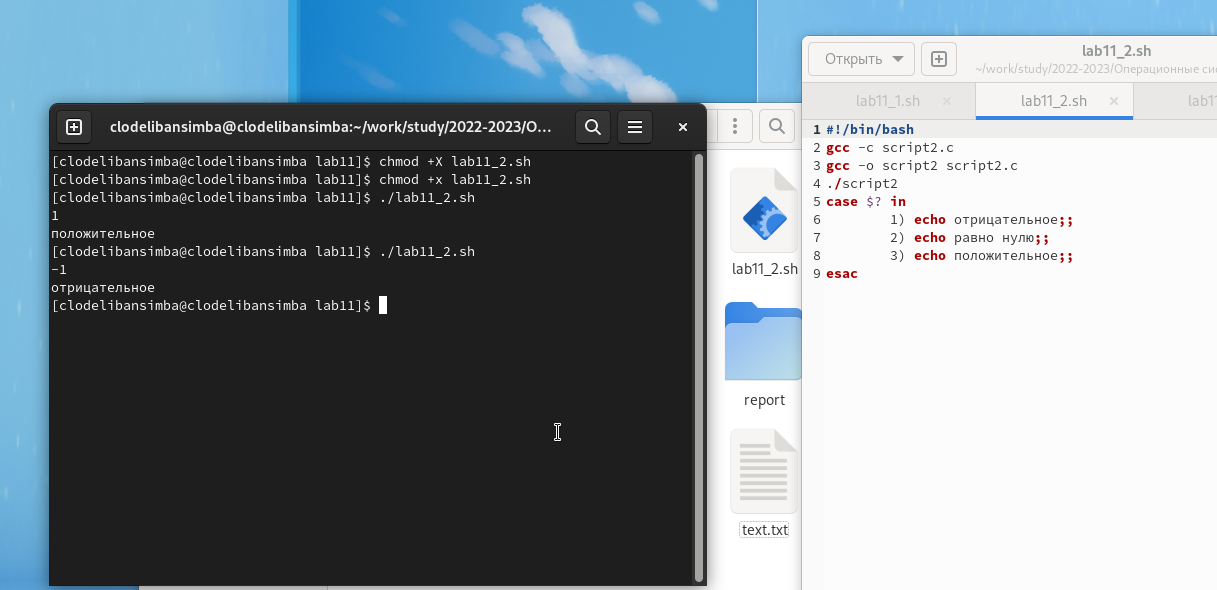 clodelibansimba@clodelibansimba:~/work/study/2022-2023/О...
[clodelibansimba@clodelibansimba lab11]$ chmod +X lab11_2.sh
[clodelibansimba@clodelibansimba lab11]$ chmod +x lab11_2.sh
[clodelibansimba@clodelibansimba lab11]$ ./lab11_2.sh
1
положительное
[clodelibansimba@clodelibansimba lab11]$ ./lab11_2.sh
-1
отрицательное
[clodelibansimba@clodelibansimba lab11]$
lab11_2.sh
report
text.txt
Открыть
lab11_2.sh
~/work/study/2022-2023/Операционные си
lab11_1.sh
lab11_2.sh
lab11
1 #!/bin/bash
2 gcc -c script2.c
3 gcc -o script2 script2.c
4 ./script2
5 case $? in
6 1) echo отрицательное;;
7 2) echo равно нулю;;
8 3) echo положительное;;
9 esac